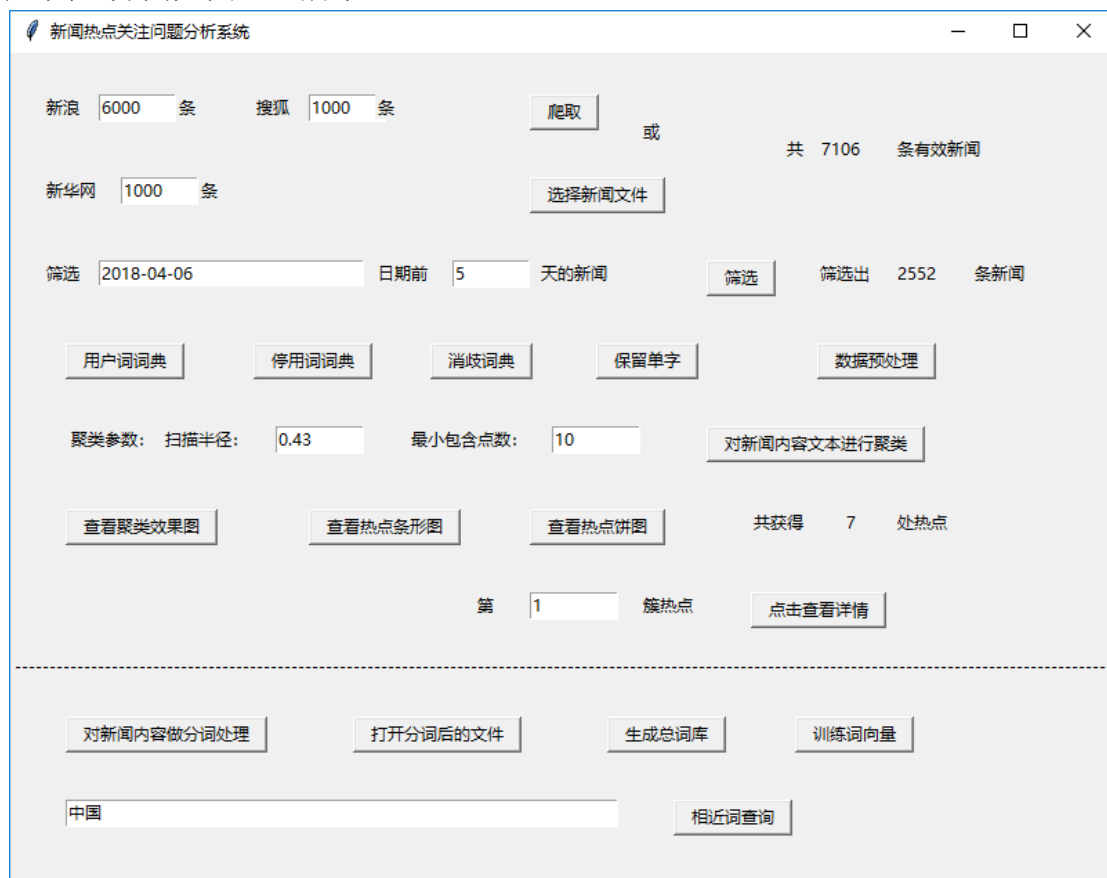 新闻热点关注问题分析系统
新浪 6000 条 搜狐 1000 条 爬取
或
共 7106 条有效新闻
新华网 1000 条 选择新闻文件
筛选 2018-04-06 日期前 5 天的新闻 筛选 筛选出 2552 条新闻
用户词词典 停用词词典 消歧词典 保留单字 数据预处理
聚类参数: 扫描半径: 0.43 最小包含点数: 10 对新闻内容文本进行聚类
查看聚类效果图 查看热点条形图 查看热点饼图 共获得 7 处热点
第 1 簇热点 点击查看详情
对新闻内容做分词处理 打开分词后的文件 生成总词库 训练词向量
中国 相近词查询